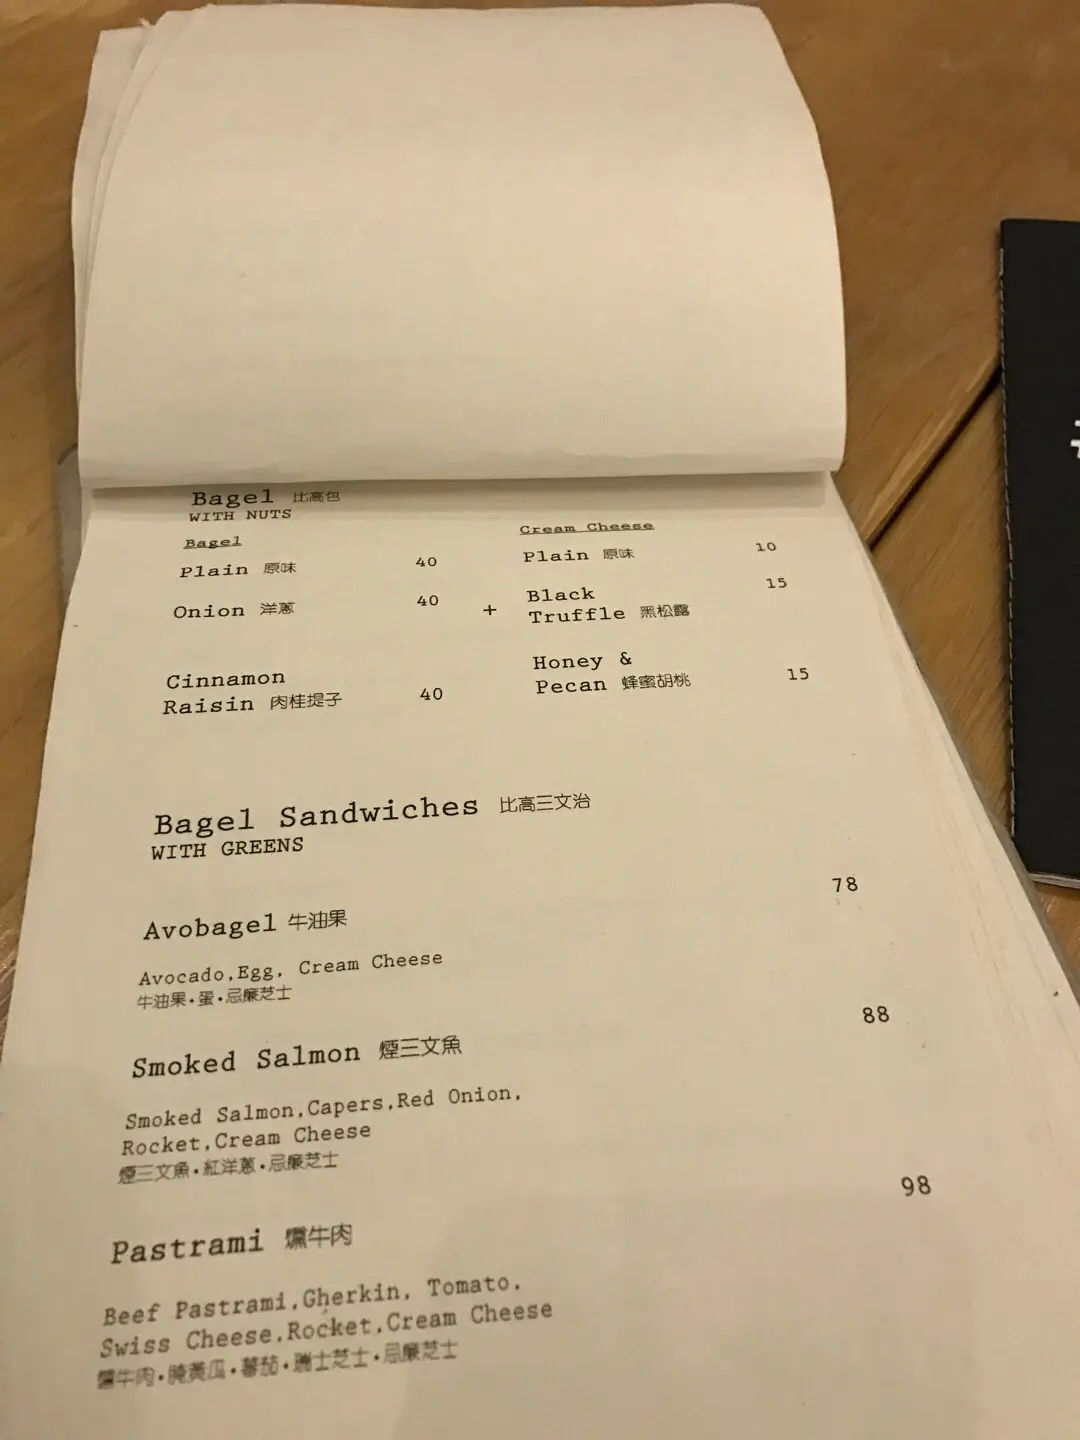 Bagel 比高包
WITH NUTS
Bagel
Cream Cheese
Plain 原味 40
Plain 原味 10
Onion 洋蔥 40
+
Black 15
Truffle 黑松露
Cinnamon
Raisin 肉桂提子 40
Honey &
Pecan 蜂蜜胡桃 15
Bagel Sandwiches 比高三文治
WITH GREENS
Avobagel 牛油果 78
Avocado,Egg, Cream Cheese
牛油果·蛋·忌廉芝士
Smoked Salmon 煙三文魚 88
Smoked Salmon,Capers,Red Onion,
Rocket,Cream Cheese
煙三文魚·紅洋蔥·忌廉芝士
Pastrami 燻牛肉 98
Beef Pastrami,Gherkin, Tomato,
Swiss Cheese,Rocket,Cream Cheese
燻牛肉·醃黃瓜·蕃茄·瑞士芝士·忌廉芝士